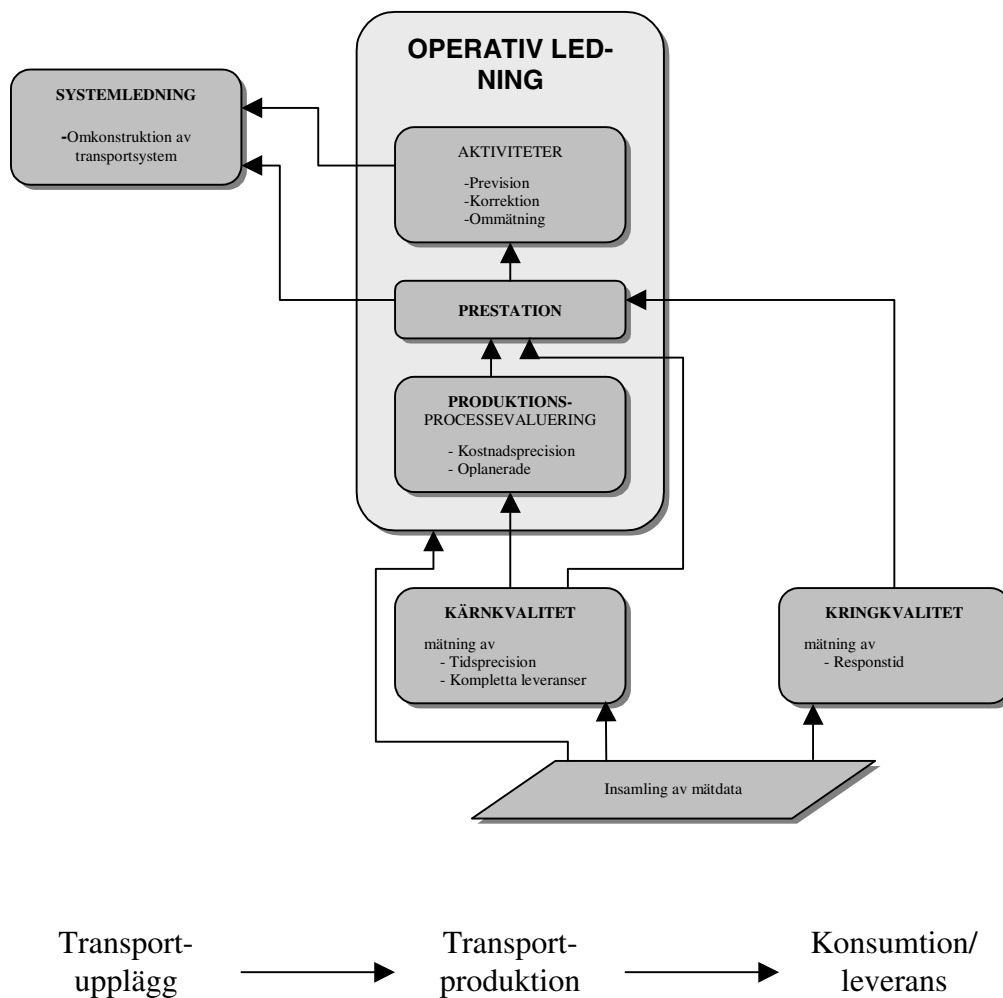 OPERATIV LED-
NING
SYSTEMLEDNING
-Omkonstruktion av
transportsystem
AKTIVITETER
-Prevision
-Korrektion
-Ommätning
PRESTATION
PRODUKTIONS-
PROCESSEVALUERING
- Kostnadsprecision
- Oplanerade
KÄRNKVALITET
mätning av
- Tidsprecision
- Kompletta leveranser
KRINGKVALITET
mätning av
- Responstid
Insamling av mätdata
Transport-
upplägg
Transport-
produktion
Konsumtion/
leverans